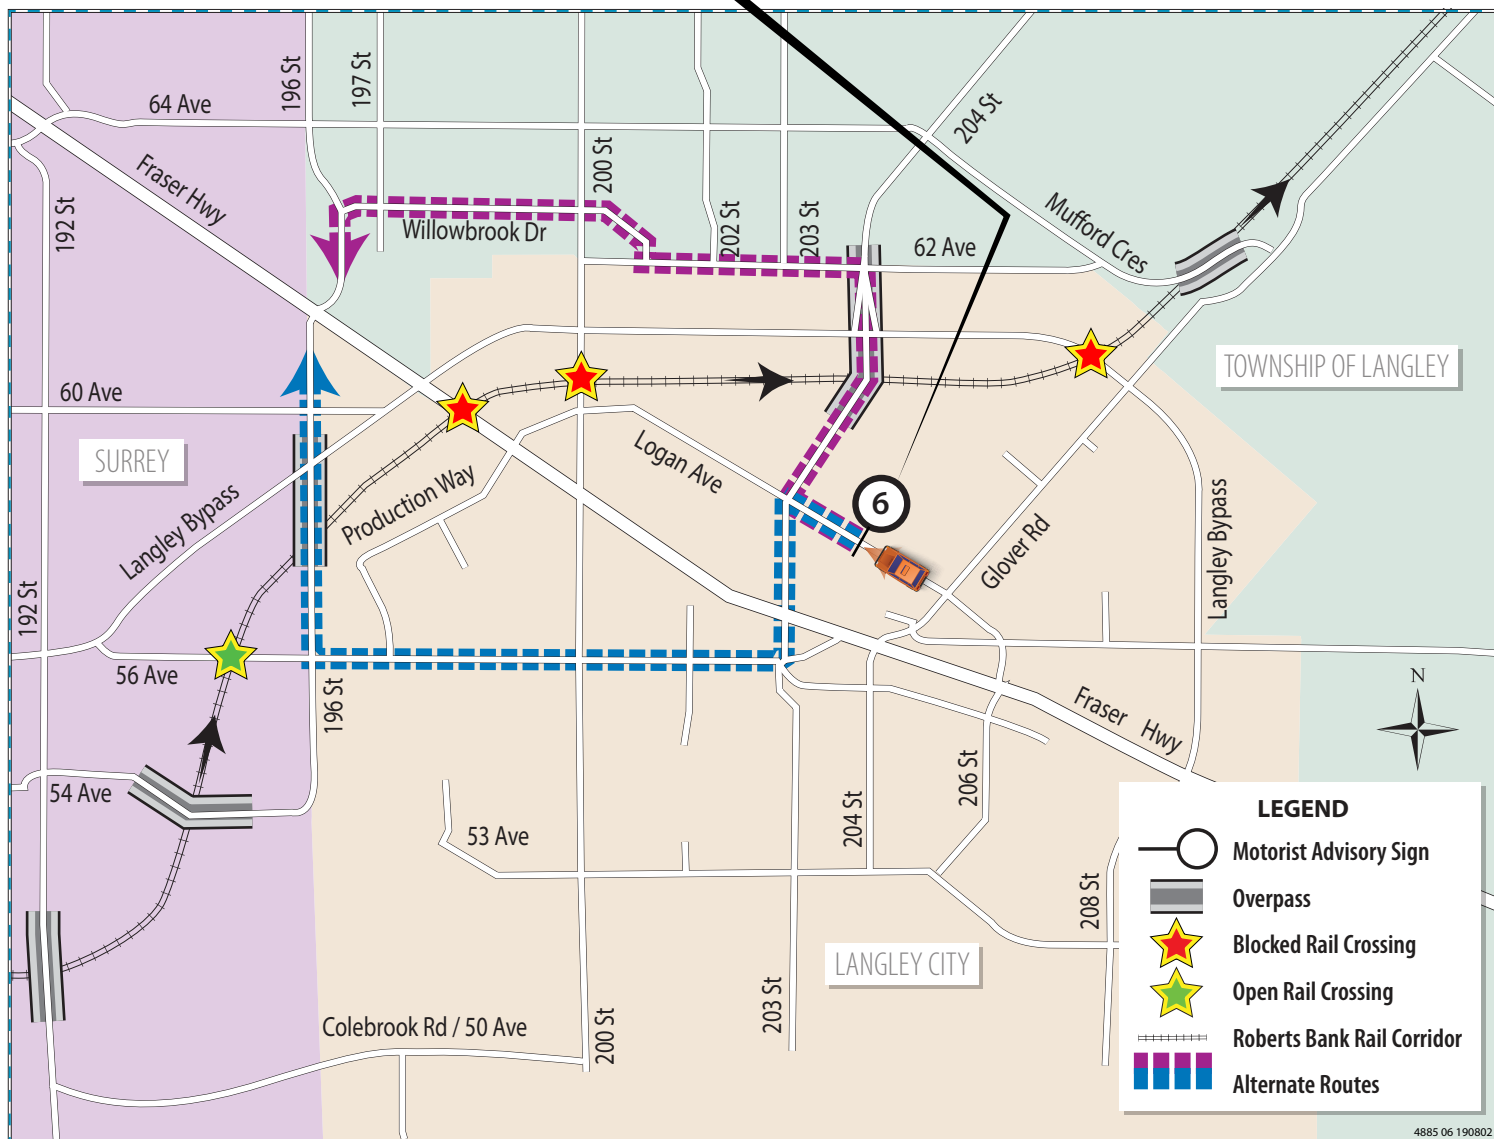 196 St
197 St
64 Ave
204 St
Fraser Hwy
200 St
192 St
Willowbrook Dr
202 St
203 St
62 Ave
Mufford Cres
TOWNSHIP OF LANGLEY
60 Ave
SURREY
Logan Ave
Production Way
6
Langley Bypass
Glover Rd
Langley Bypass
192 St
56 Ave
196 St
N
Fraser Hwy
54 Ave
206 St
204 St
53 Ave
208 St
LANGLEY CITY
203 St
Colebrook Rd / 50 Ave
200 St
LEGEND
Motorist Advisory Sign
Overpass
Blocked Rail Crossing
Open Rail Crossing
Roberts Bank Rail Corridor
Alternate Routes
4885 06 190802